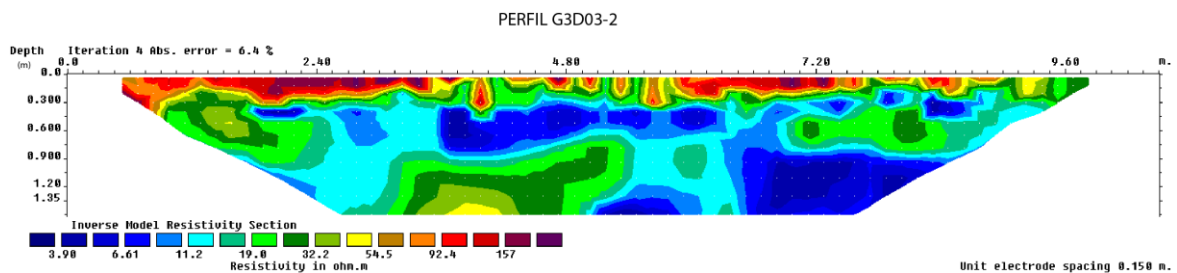 PERFIL G3D03-2
Depth Iteration 4 Abs. error = 6.4 %
(m) 0.0 2.40 4.80 7.20 9.60 m.
0.0
0.300
0.600
0.900
1.20
1.35
Inverse Model Resistivity Section
3.90 6.61 11.2 19.0 32.2 54.5 92.4 157
Resistivity in ohm.m Unit electrode spacing 0.150 m.